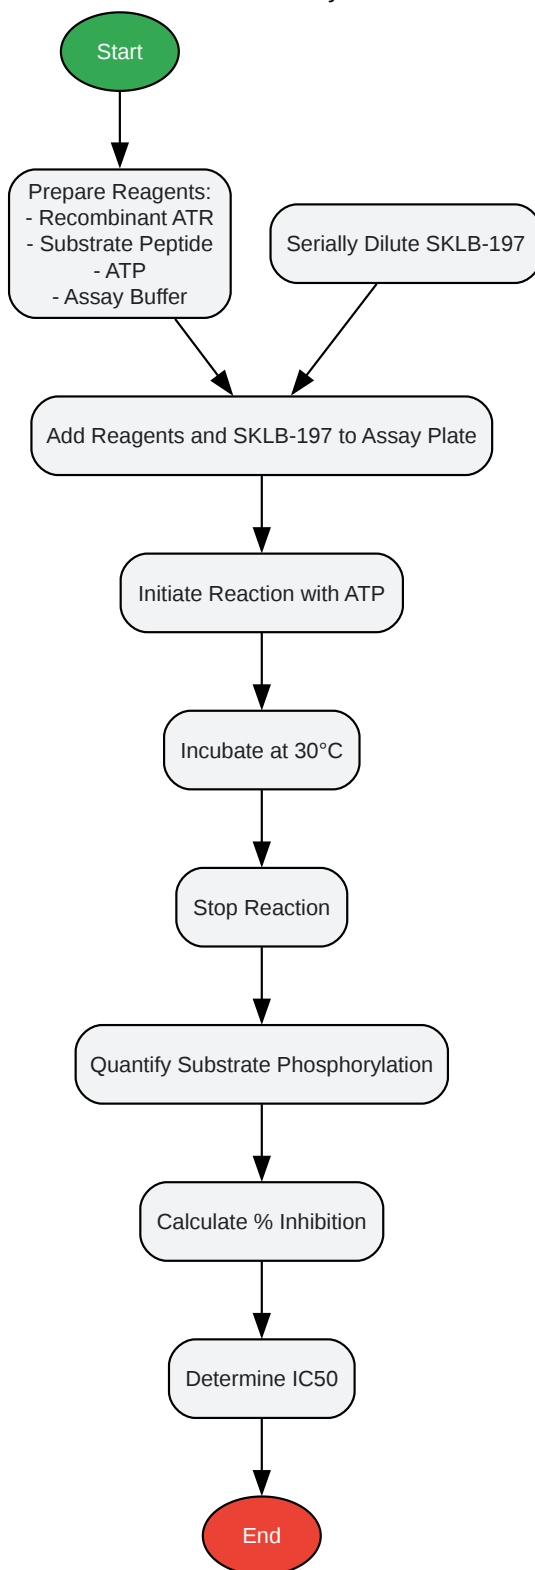 Start
Prepare Reagents:
- Recombinant ATR
- Substrate Peptide
- ATP
- Assay Buffer
Serially Dilute SKLB-197
Add Reagents and SKLB-197 to Assay Plate
Initiate Reaction with ATP
Incubate at 30°C
Stop Reaction
Quantify Substrate Phosphorylation
Calculate % Inhibition
Determine IC50
End